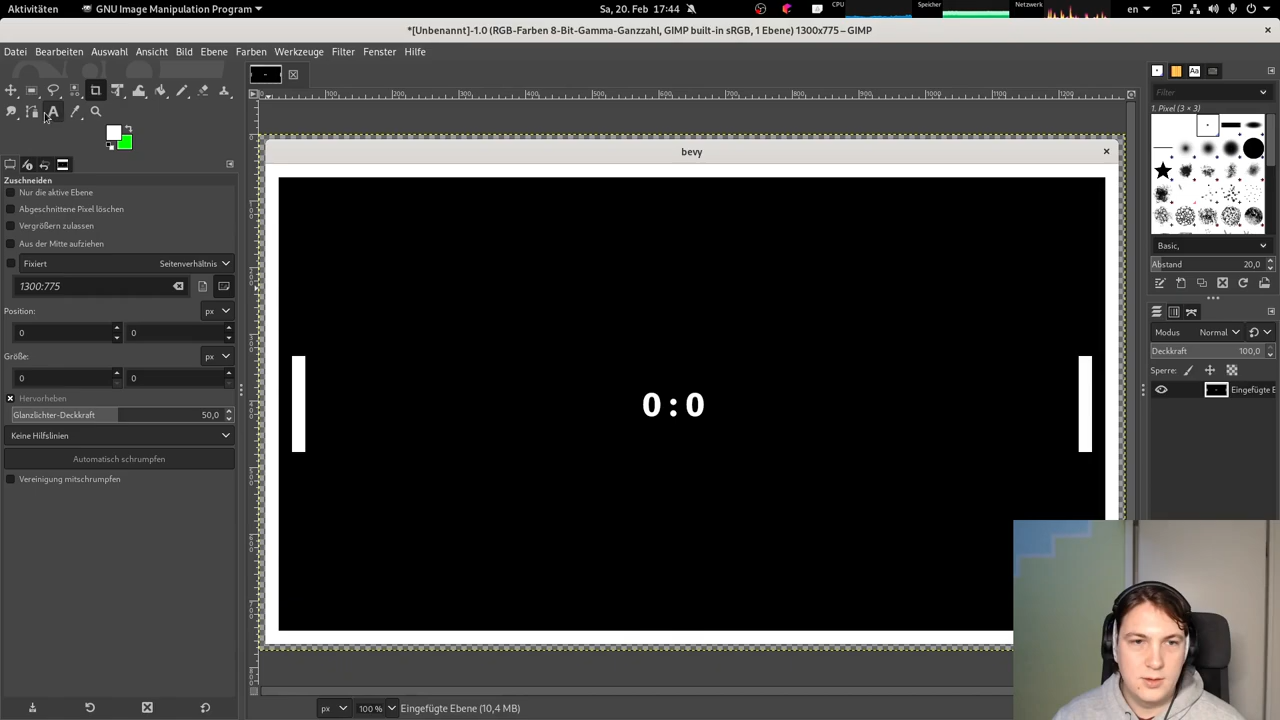 Aktivitäten GNU Image Manipulation Program Sa, 20. Feb 17:44 CPU Speicher Netzwerk en
*[Unbenannt]-1.0 (RGB-Farben 8-Bit-Gamma-Ganzzahl, GIMP built-in sRGB, 1 Ebene) 1300x775 – GIMP
Datei Bearbeiten Auswahl Ansicht Bild Ebene Farben Werkzeuge Filter Fenster Hilfe
Filter
1. Pixel (3 × 3)
bevy
Zuschneiden
Nur die aktive Ebene
Abgeschnittene Pixel löschen
Vergrößern zulassen
Aus der Mitte aufziehen
Fixiert Seitenverhältnis
1300:775
Position: px
0 0
Größe: px
0 0
Hervorheben
Glanzlichter-Deckkraft 50,0
Keine Hilfslinien
Automatisch schrumpfen
Vereinigung mitschrumpfen
0 : 0
Basic,
Abstand 20,0
Modus Normal
Deckkraft 100,0
Sperre:
Eingefügte E
px 100 % Eingefügte Ebene (10,4 MB)